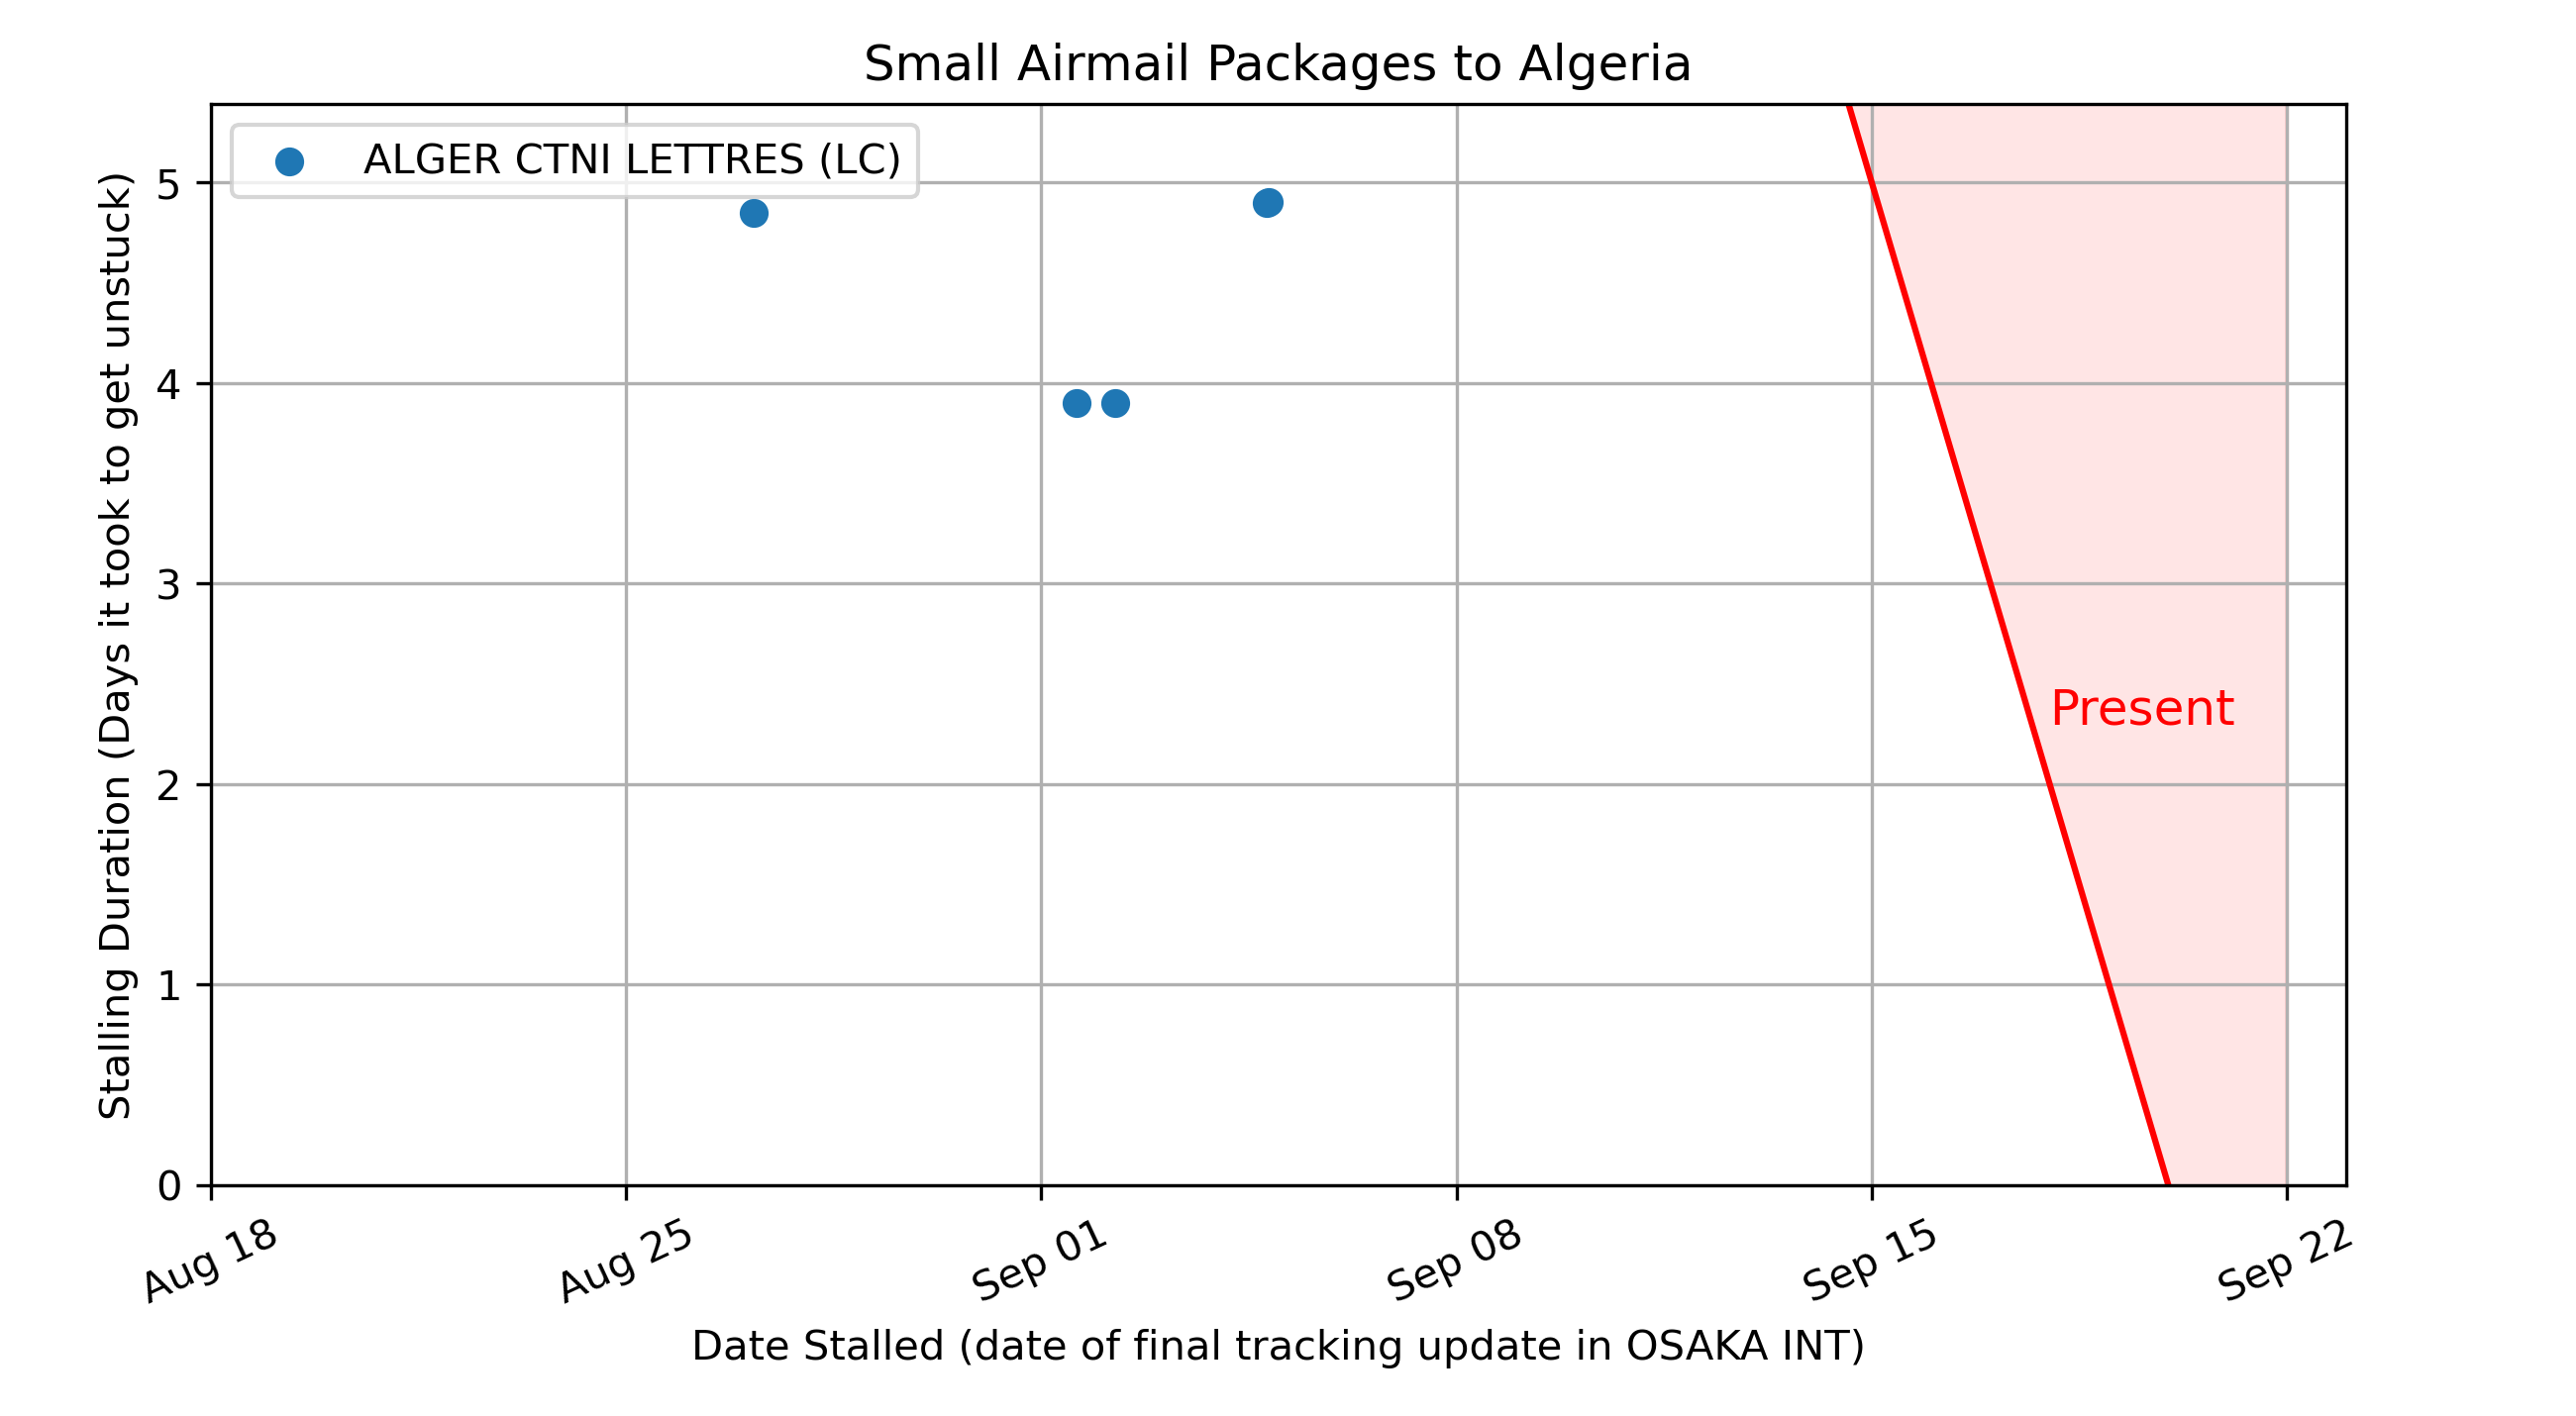 Small Airmail Packages to Algeria
ALGER CTNI LETTRES (LC)
Stalling Duration (Days it took to get unstuck)
5
4
3
2
1
0
Present
Aug 18
Aug 25
Sep 01
Sep 08
Sep 15
Sep 22
Date Stalled (date of final tracking update in OSAKA INT)